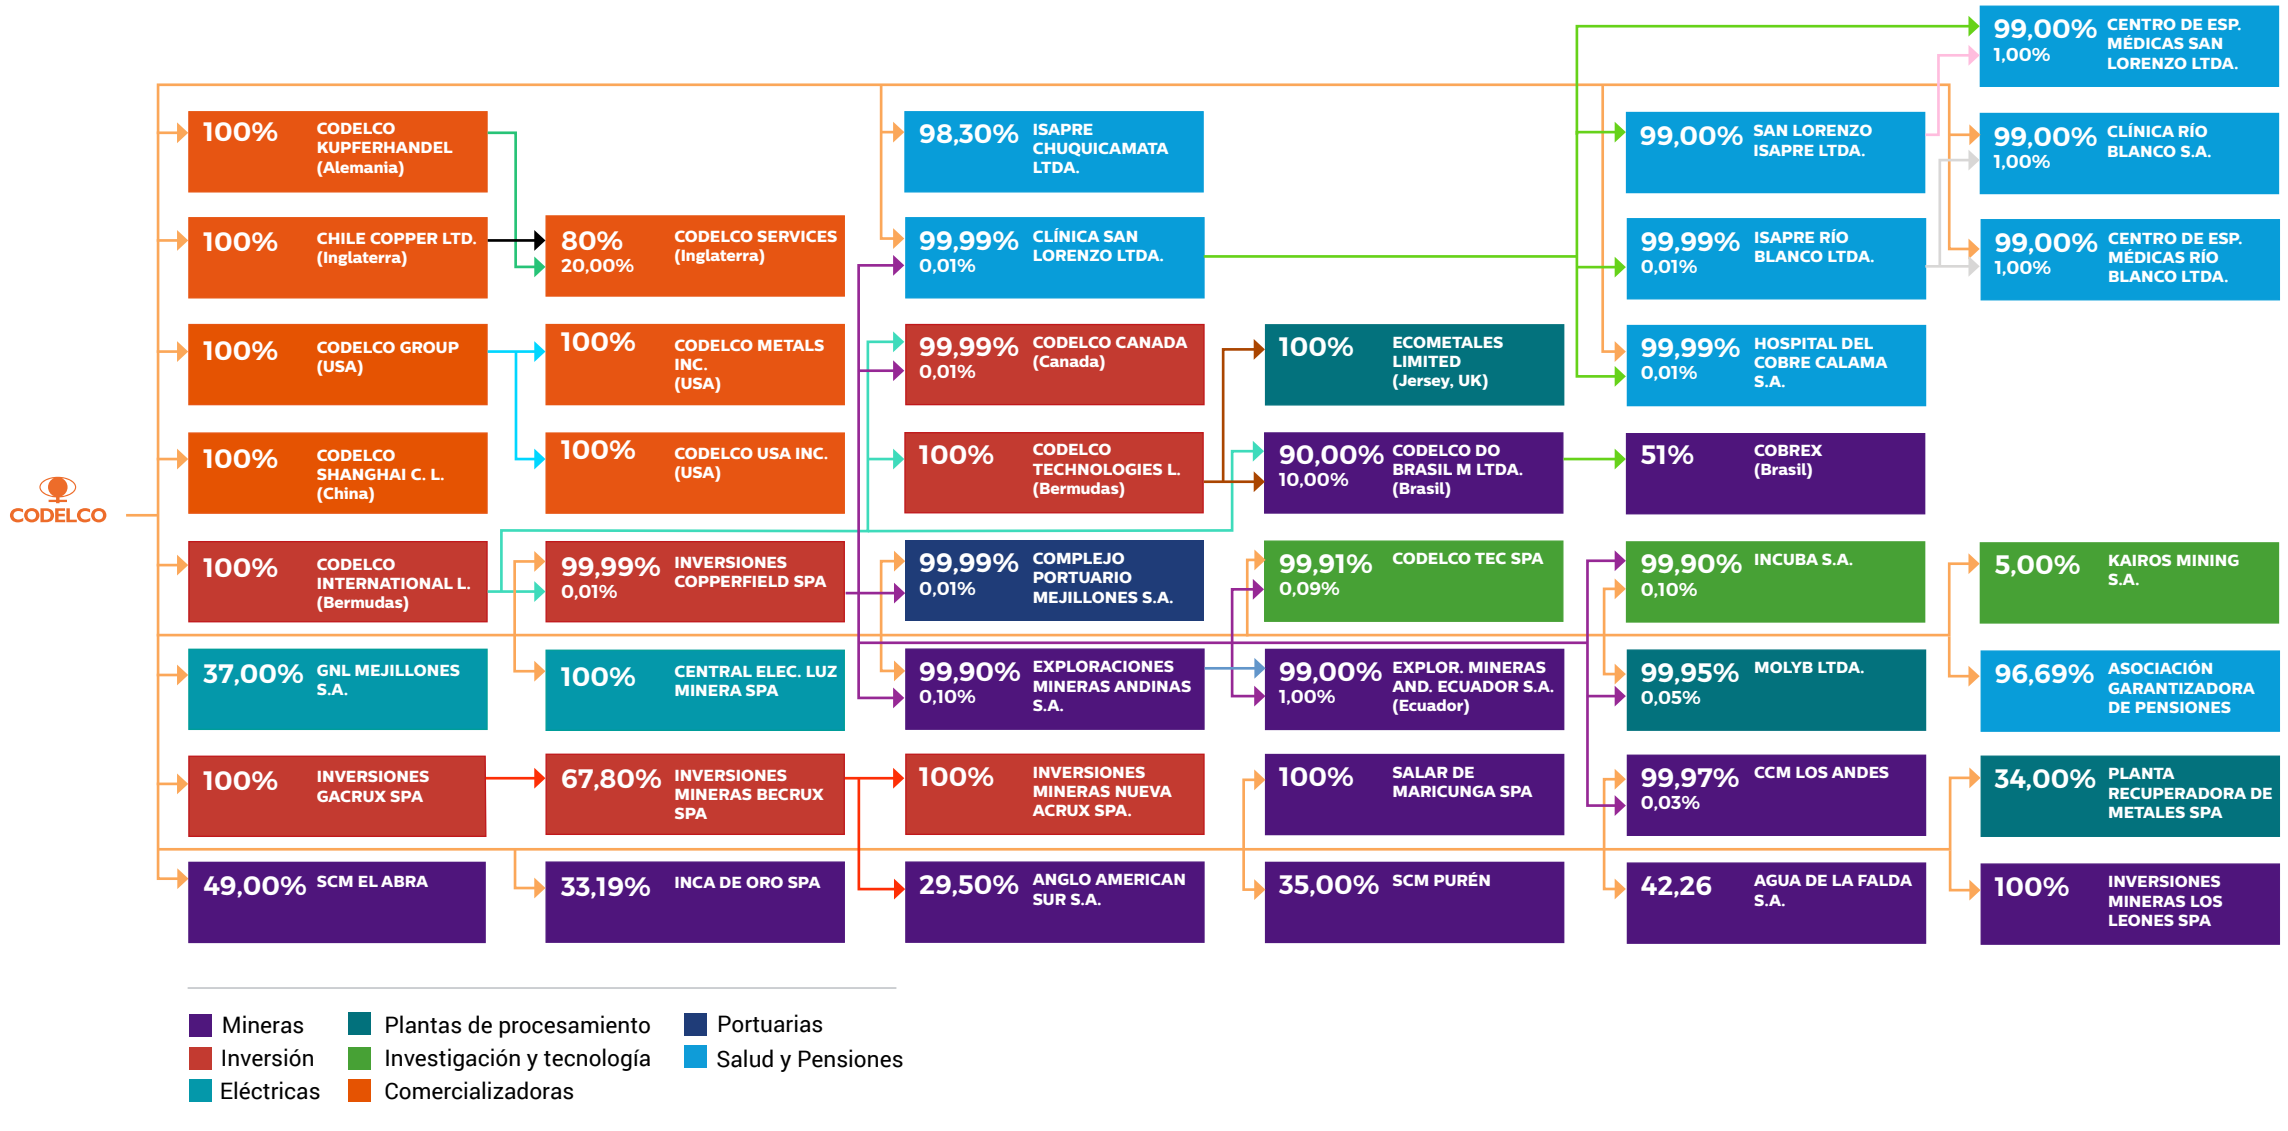 99,00%
1,00%
CENTRO DE ESP.
MÉDICAS SAN
LORENZO LTDA.
100%
CODELCO
KUPFERHANDEL
(Alemania)
98,30%
ISAPRE
CHUQUICAMATA
LTDA.
99,00%
SAN LORENZO
ISAPRE LTDA.
99,00%
1,00%
CLÍNICA RÍO
BLANCO S.A.
100%
CHILE COPPER LTD.
(Inglaterra)
80%
20,00%
CODELCO SERVICES
(Inglaterra)
99,99%
0,01%
CLÍNICA SAN
LORENZO LTDA.
99,99%
0,01%
ISAPRE RÍO
BLANCO LTDA.
99,00%
1,00%
CENTRO DE ESP.
MÉDICAS RÍO
BLANCO LTDA.
100%
CODELCO GROUP
(USA)
100%
CODELCO METALS
INC.
(USA)
99,99%
0,01%
CODELCO CANADA
(Canada)
100%
ECOMETALES
LIMITED
(Jersey, UK)
99,99%
0,01%
HOSPITAL DEL
COBRE CALAMA
S.A.
100%
CODELCO
SHANGHAI C. L.
(China)
100%
CODELCO USA INC.
(USA)
100%
CODELCO
TECHNOLOGIES L.
(Bermudas)
90,00%
10,00%
CODELCO DO
BRASIL M LTDA.
(Brasil)
51%
COBREX
(Brasil)
CODELCO
100%
CODELCO
INTERNATIONAL L.
(Bermudas)
99,99%
0,01%
INVERSIONES
COPPERFIELD SPA
99,99%
0,01%
COMPLEJO
PORTUARIO
MEJILLONES S.A.
99,91%
0,09%
CODELCO TEC SPA
99,90%
0,10%
INCUBA S.A.
5,00%
KAIROS MINING
S.A.
37,00%
GNL MEJILLONES
S.A.
100%
CENTRAL ELEC. LUZ
MINERA SPA
99,90%
0,10%
EXPLORACIONES
MINERAS ANDINAS
S.A.
99,00%
1,00%
EXPLOR. MINERAS
AND. ECUADOR S.A.
(Ecuador)
99,95%
0,05%
MOLYB LTDA.
96,69%
ASOCIACIÓN
GARANTIZADORA
DE PENSIONES
100%
INVERSIONES
GACRUX SPA
67,80%
INVERSIONES
MINERAS BECRUX
SPA
100%
INVERSIONES
MINERAS NUEVA
ACRUX SPA.
100%
SALAR DE
MARICUNGA SPA
99,97%
0,03%
CCM LOS ANDES
34,00%
PLANTA
RECUPERADORA DE
METALES SPA
49,00%
SCM EL ABRA
33,19%
INCA DE ORO SPA
29,50%
ANGLO AMERICAN
SUR S.A.
35,00%
SCM PURÉN
42,26
AGUA DE LA FALDA
S.A.
100%
INVERSIONES
MINERAS LOS
LEONES SPA
Mineras
Inversión
Eléctricas
Plantas de procesamiento
Investigación y tecnología
Comercializadoras
Portuarias
Salud y Pensiones